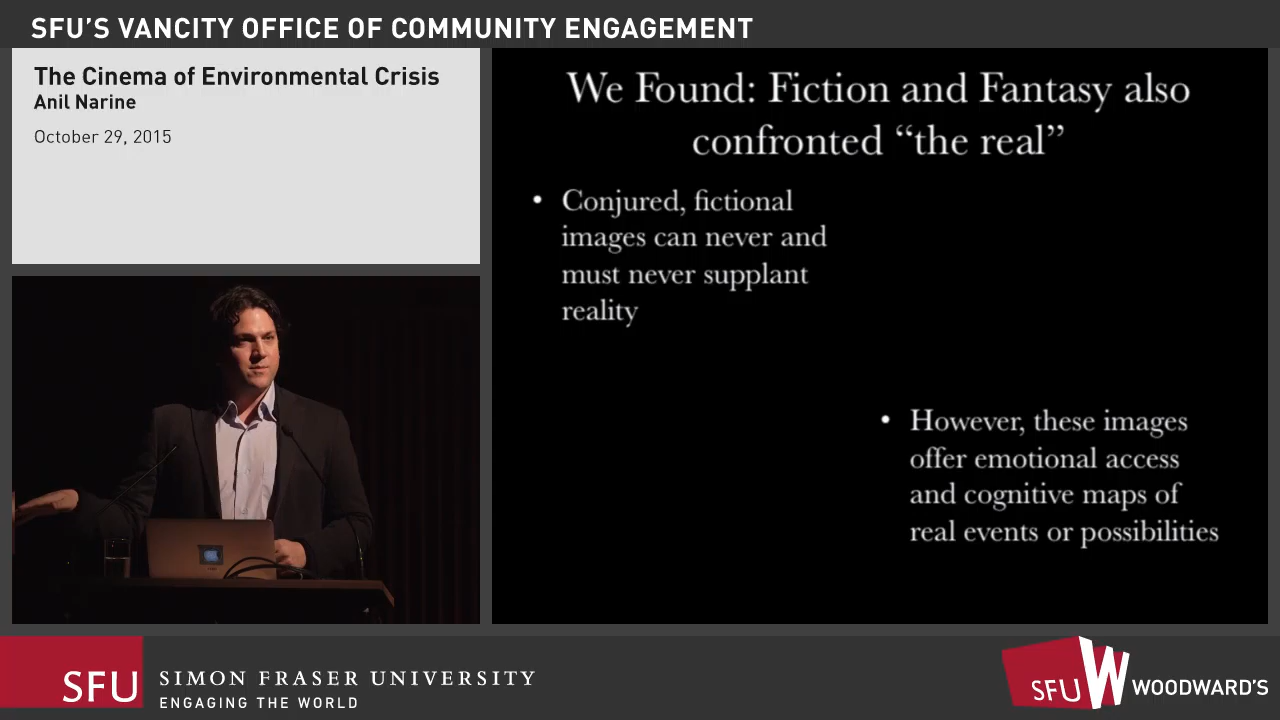 SFU'S VANCITY OFFICE OF COMMUNITY ENGAGEMENT
The Cinema of Environmental Crisis
Anil Narine
October 29, 2015
We Found: Fiction and Fantasy also
confronted “the real”
• Conjured, fictional
images can never and
must never supplant
reality
• However, these images
offer emotional access
and cognitive maps of
real events or possibilities
SFU
SIMON FRASER UNIVERSITY
ENGAGING THE WORLD
SFU W WOODWARD'S